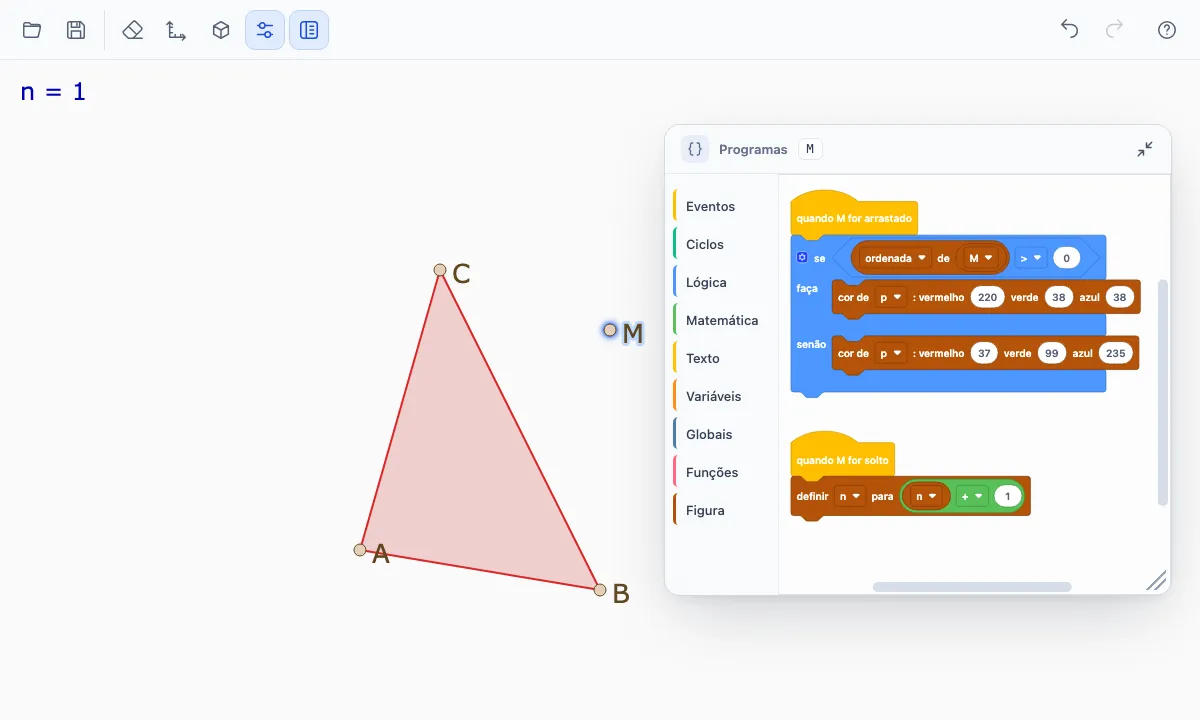 n = 1
C
M
A
B
{} Programas M
Eventos
Ciclos
Lógica
Matemática
Texto
Variáveis
Globais
Funções
Figura
quando M for arrastado
se ordenada de M > 0
faça cor de p : vermelho 220 verde 38 azul 38
senão cor de p : vermelho 37 verde 99 azul 235
quando M for solto
definir n para n + 1